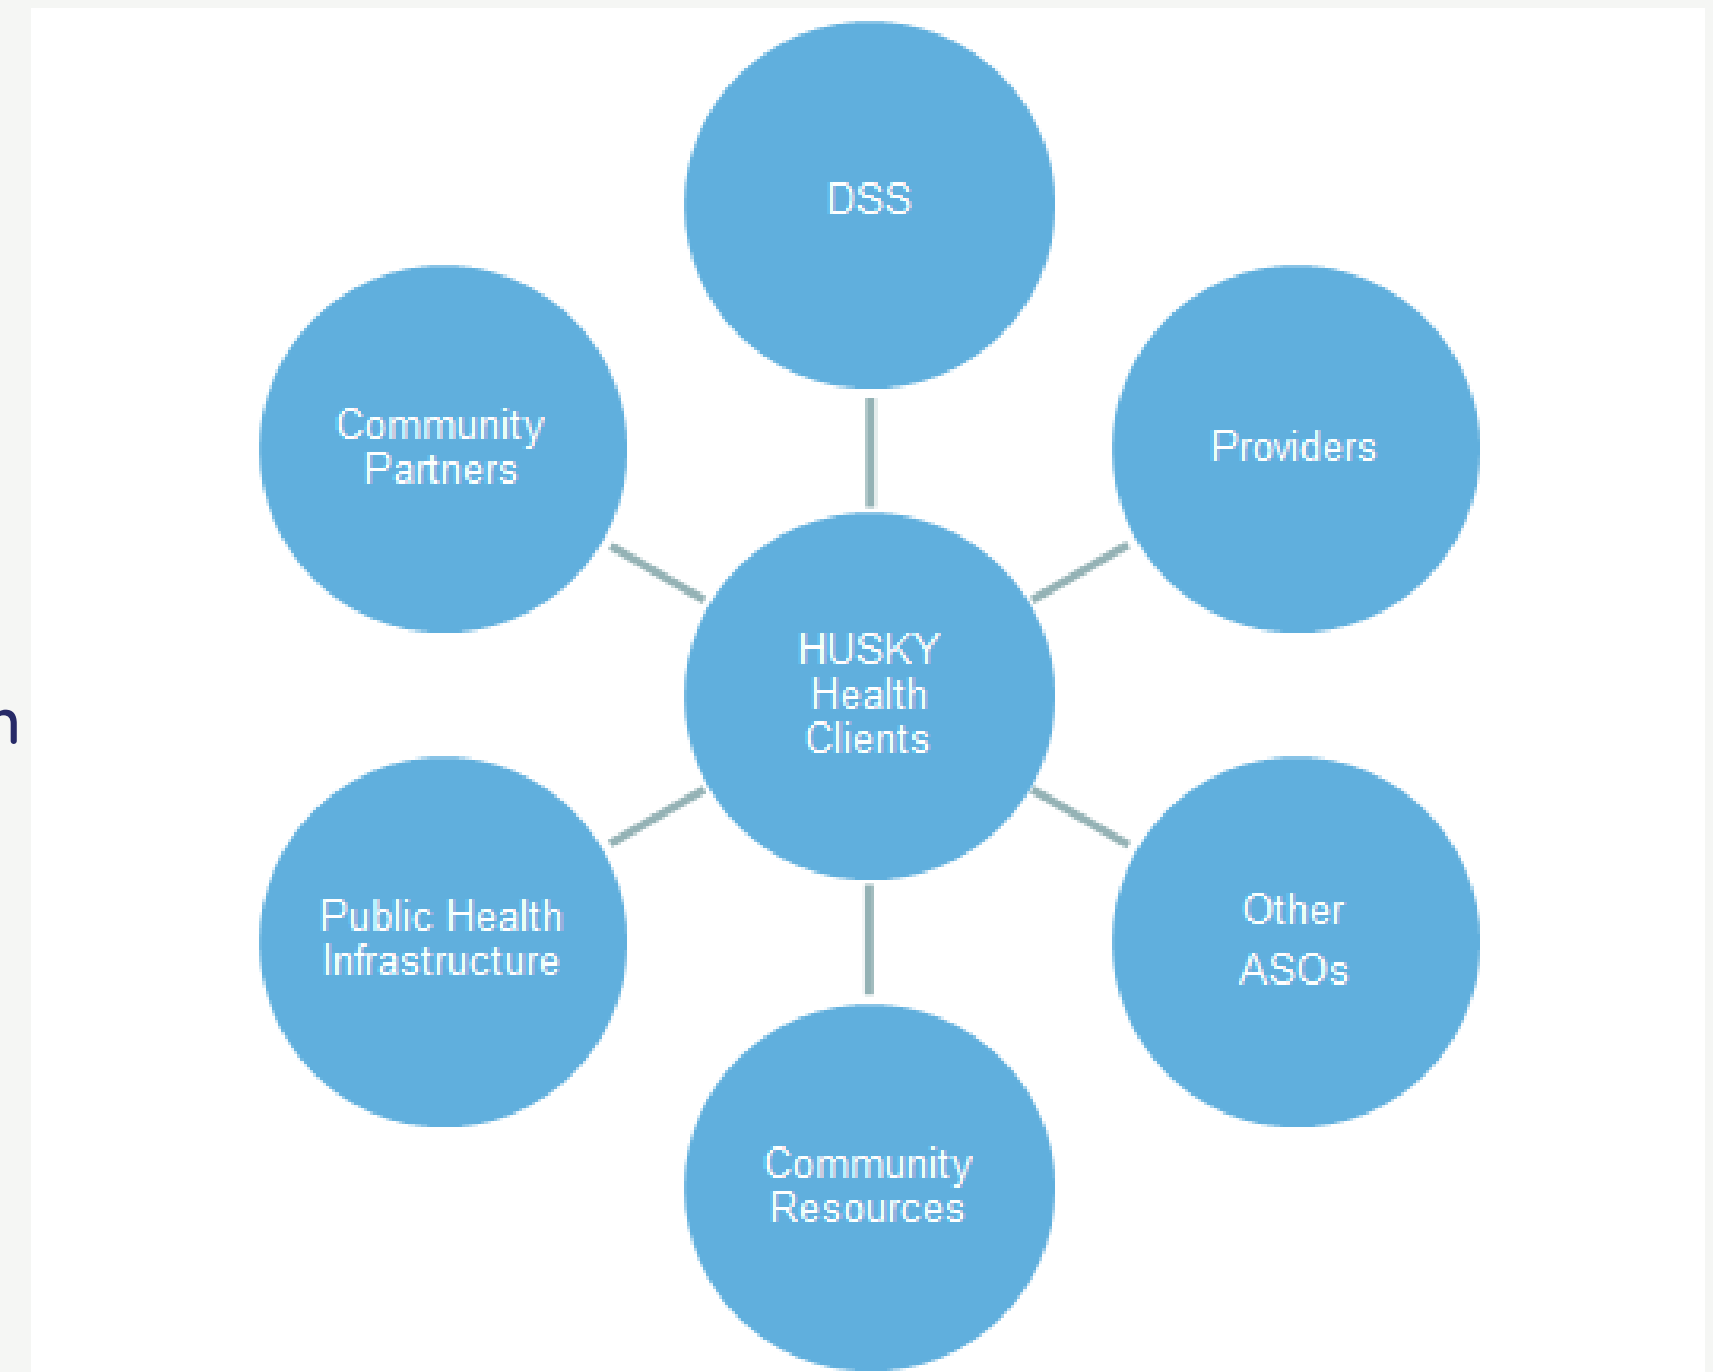 DSS
Community
Partners
Providers
HUSKY
Health
Clients
Public Health
Infrastructure
Other
ASOs
Community
Resources